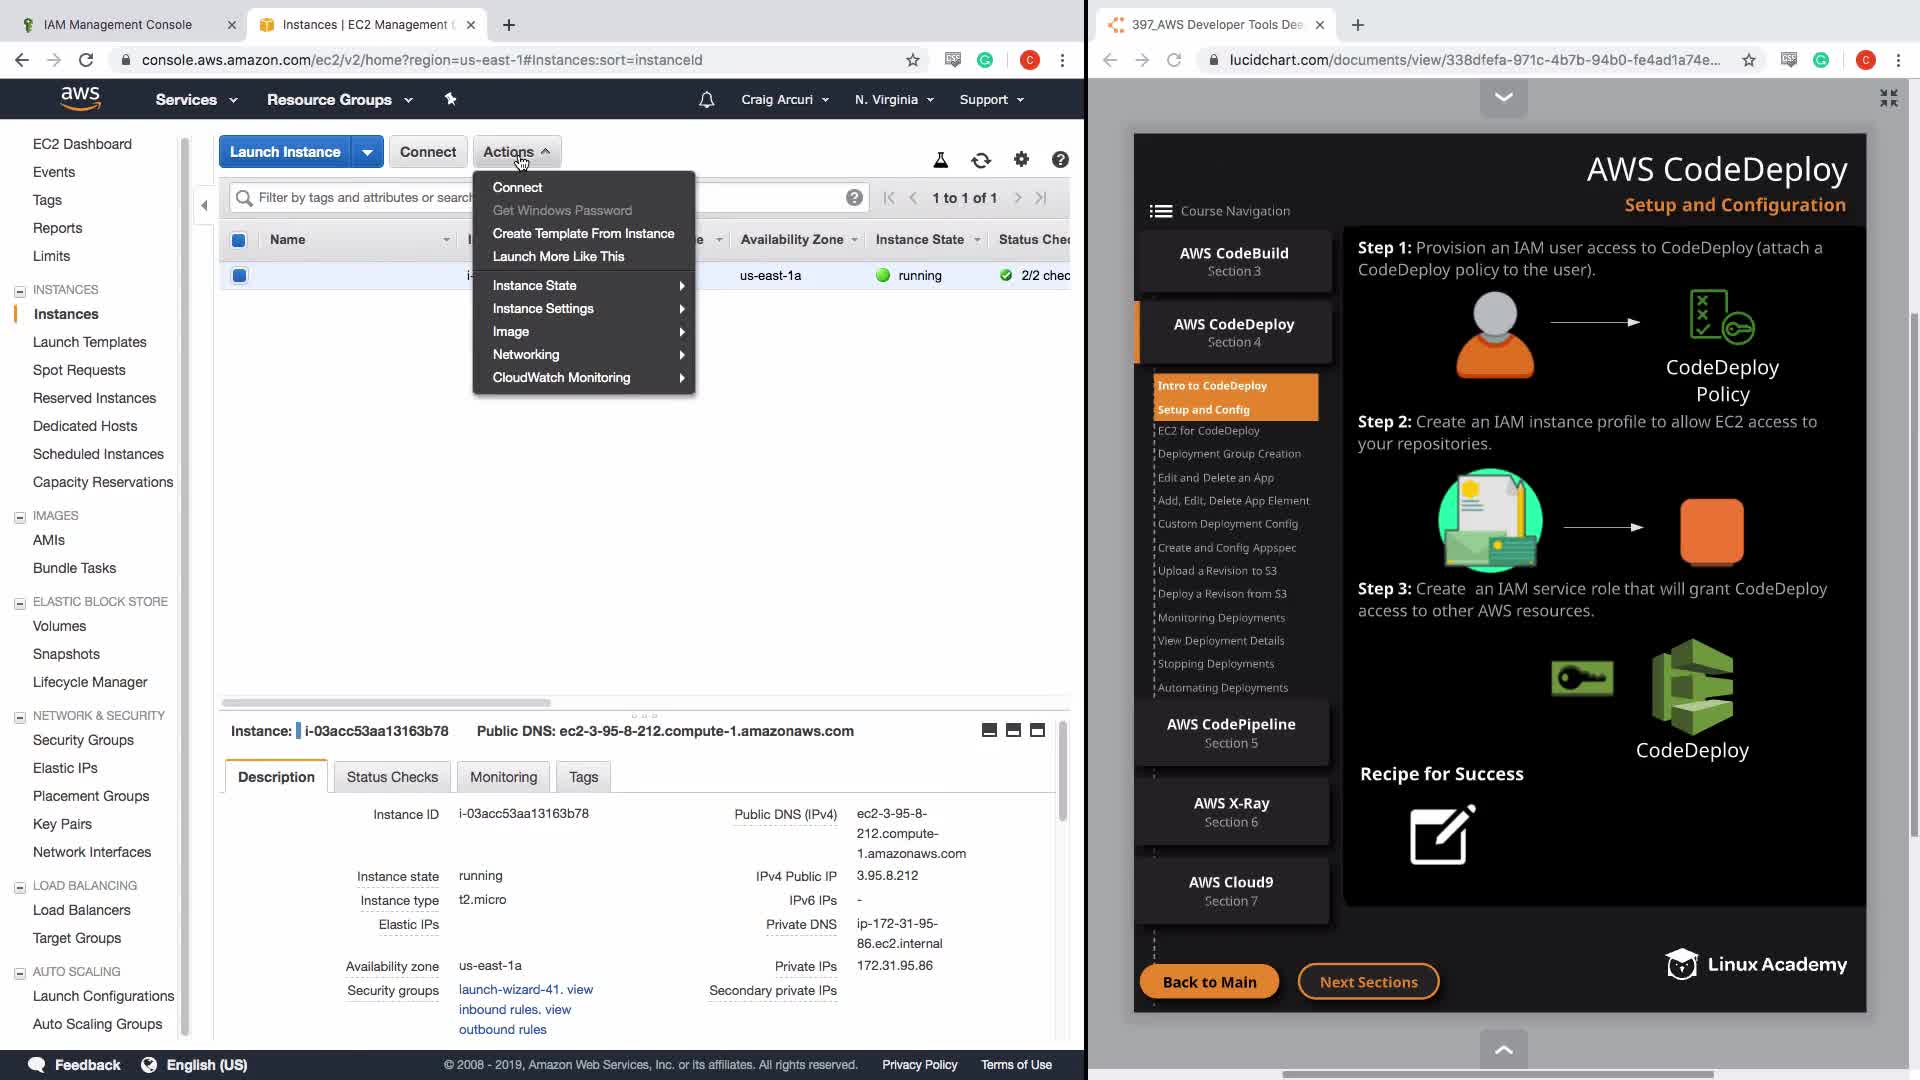 IAM Management Console
Instances | EC2 Management
397_AWS Developer Tools Dee
console.aws.amazon.com/ec2/v2/home?region=us-east-1#Instances:sort=instanceId
C
lucidchart.com/documents/view/338dfefa-971c-4b7b-94b0-fe4ad1a74e...
C
aws
Services
Resource Groups
Craig Arcuri
N. Virginia
Support
EC2 Dashboard
Events
Tags
Reports
Limits
INSTANCES
Instances
Launch Templates
Spot Requests
Reserved Instances
Dedicated Hosts
Scheduled Instances
Capacity Reservations
IMAGES
AMIs
Bundle Tasks
ELASTIC BLOCK STORE
Volumes
Snapshots
Lifecycle Manager
NETWORK & SECURITY
Security Groups
Elastic IPs
Placement Groups
Key Pairs
Network Interfaces
LOAD BALANCING
Load Balancers
Target Groups
AUTO SCALING
Launch Configurations
Auto Scaling Groups
Launch Instance
Connect
Actions
Filter by tags and attributes or search
1 to 1 of 1
Connect
Get Windows Password
Create Template From Instance
Launch More Like This
Instance State
Instance Settings
Image
Networking
CloudWatch Monitoring
Name
Availability Zone
Instance State
Status Chec
us-east-1a
running
2/2 chec
Instance: i-03acc53aa13163b78
Public DNS: ec2-3-95-8-212.compute-1.amazonaws.com
Description
Status Checks
Monitoring
Tags
Instance ID
i-03acc53aa13163b78
Public DNS (IPv4)
ec2-3-95-8-
212.compute-
1.amazonaws.com
Instance state
running
IPv4 Public IP
3.95.8.212
Instance type
t2.micro
IPv6 IPs
-
Elastic IPs
Private DNS
ip-172-31-95-
86.ec2.internal
Availability zone
us-east-1a
Private IPs
172.31.95.86
Security groups
launch-wizard-41. view
inbound rules. view
outbound rules
Secondary private IPs
Feedback
English (US)
© 2008 - 2019, Amazon Web Services, Inc. or its affiliates. All rights reserved.
Privacy Policy
Terms of Use
AWS CodeDeploy
Setup and Configuration
Course Navigation
AWS CodeBuild
Section 3
AWS CodeDeploy
Section 4
Intro to CodeDeploy
Setup and Config
EC2 for CodeDeploy
Deployment Group Creation
Edit and Delete an App
Add, Edit, Delete App Element
Custom Deployment Config
Create and Config Appspec
Upload a Revision to S3
Deploy a Revison from S3
Monitoring Deployments
View Deployment Details
Stopping Deployments
Automating Deployments
AWS CodePipeline
Section 5
AWS X-Ray
Section 6
AWS Cloud9
Section 7
Back to Main
Next Sections
Step 1: Provision an IAM user access to CodeDeploy (attach a
CodeDeploy policy to the user).
CodeDeploy
Policy
Step 2: Create an IAM instance profile to allow EC2 access to
your repositories.
Step 3: Create an IAM service role that will grant CodeDeploy
access to other AWS resources.
CodeDeploy
Recipe for Success
Linux Academy